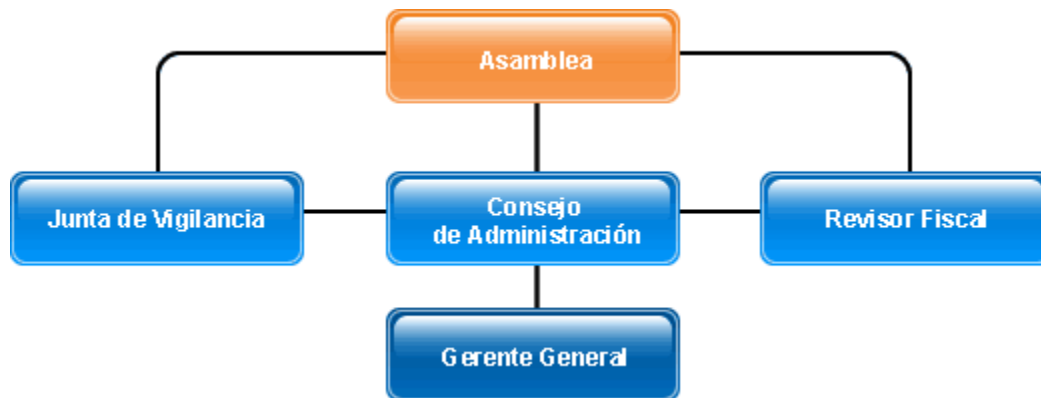 Asamblea
Junta de Vigilancia
Consejo
de Administración
Revisor Fiscal
Gerente General